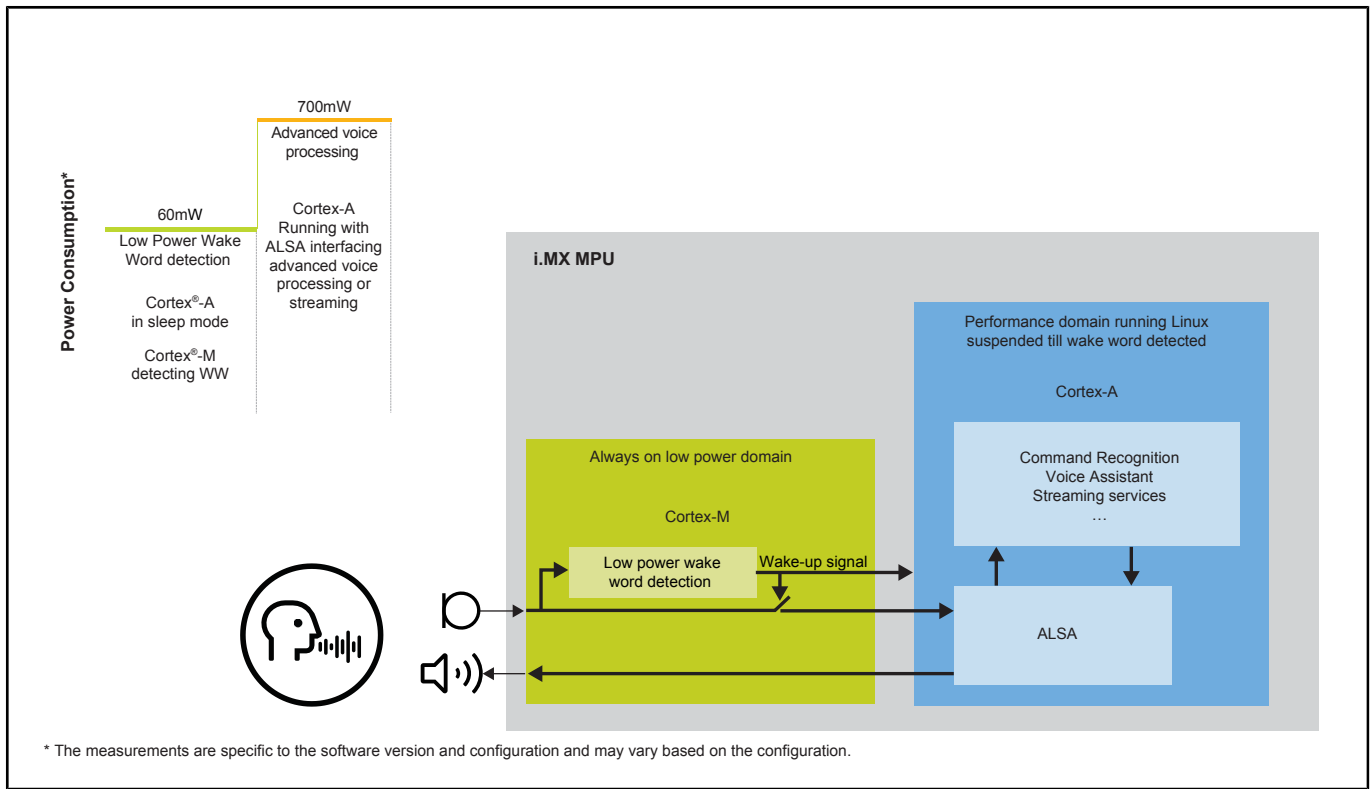 Power Consumption*
700mW
Advanced voice
processing
Cortex-A
Running with
ALSA interfacing
advanced voice
processing or
streaming
60mW
Low Power Wake
Word detection
Cortex®-A
in sleep mode
Cortex®-M
detecting WW
i.MX MPU
Performance domain running Linux
suspended till wake word detected
Cortex-A
Command Recognition
Voice Assistant
Streaming services
…
ALSA
Always on low power domain
Cortex-M
Low power wake
word detection
Wake-up signal
* The measurements are specific to the software version and configuration and may vary based on the configuration.